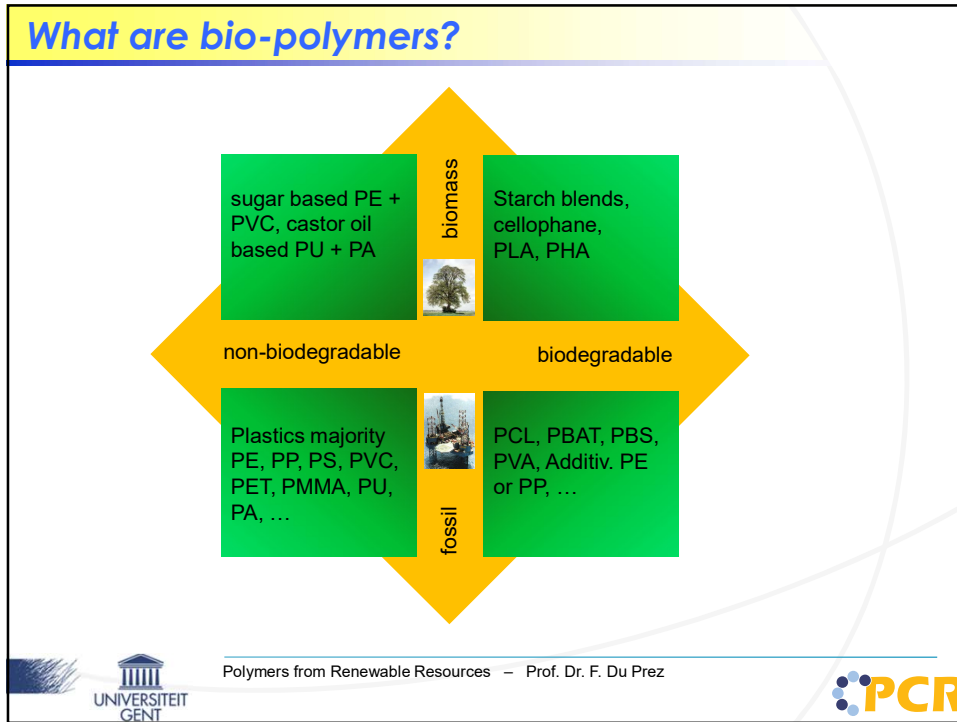 What are bio-polymers?
biomass
sugar based PE +
PVC, castor oil
based PU + PA
Starch blends,
cellophane,
PLA, PHA
non-biodegradable
biodegradable
Plastics majority
PE, PP, PS, PVC,
PET, PMMA, PU,
PA, …
PCL, PBAT, PBS,
PVA, Additiv. PE
or PP, …
fossil
Polymers from Renewable Resources – Prof. Dr. F. Du Prez
UNIVERSITEIT
GENT
PCR